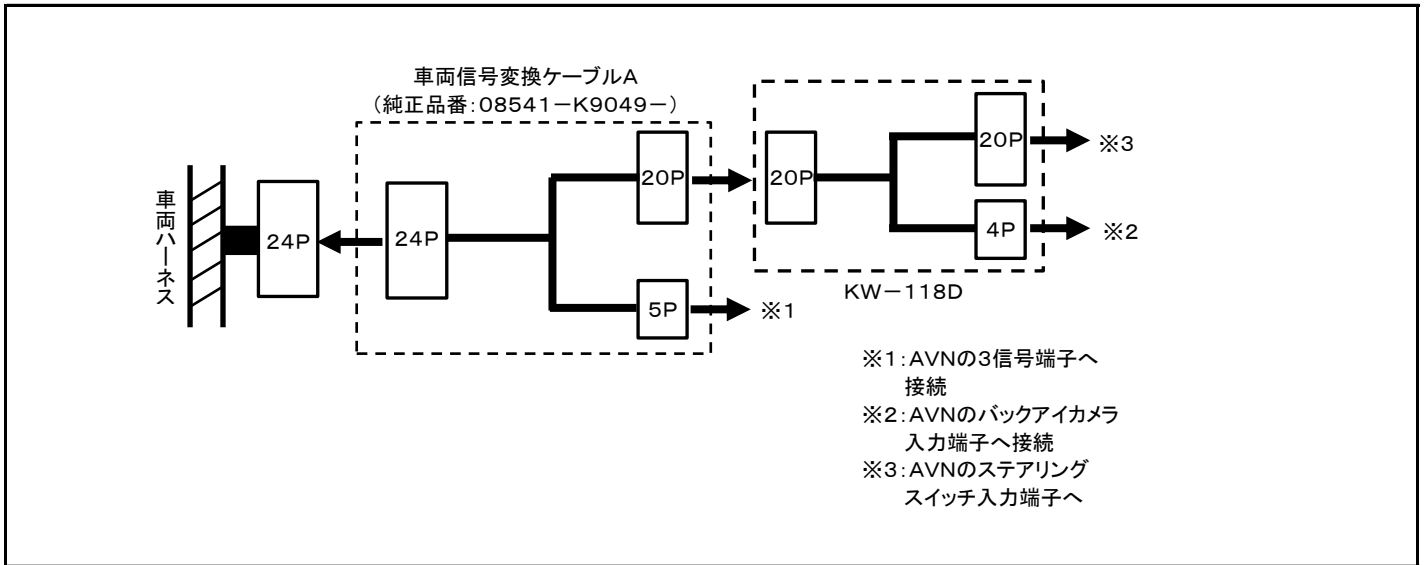 車両信号変換ケーブルA
（純正品番：08541－K9049－）
車両ハーネス
24P
24P
20P
5P
※1
20P
20P
※3
4P
※2
KW－118D
※1：AVNの3信号端子へ
接続
※2：AVNのバックアイカメラ
入力端子へ接続
※3：AVNのステアリング
スイッチ入力端子へ